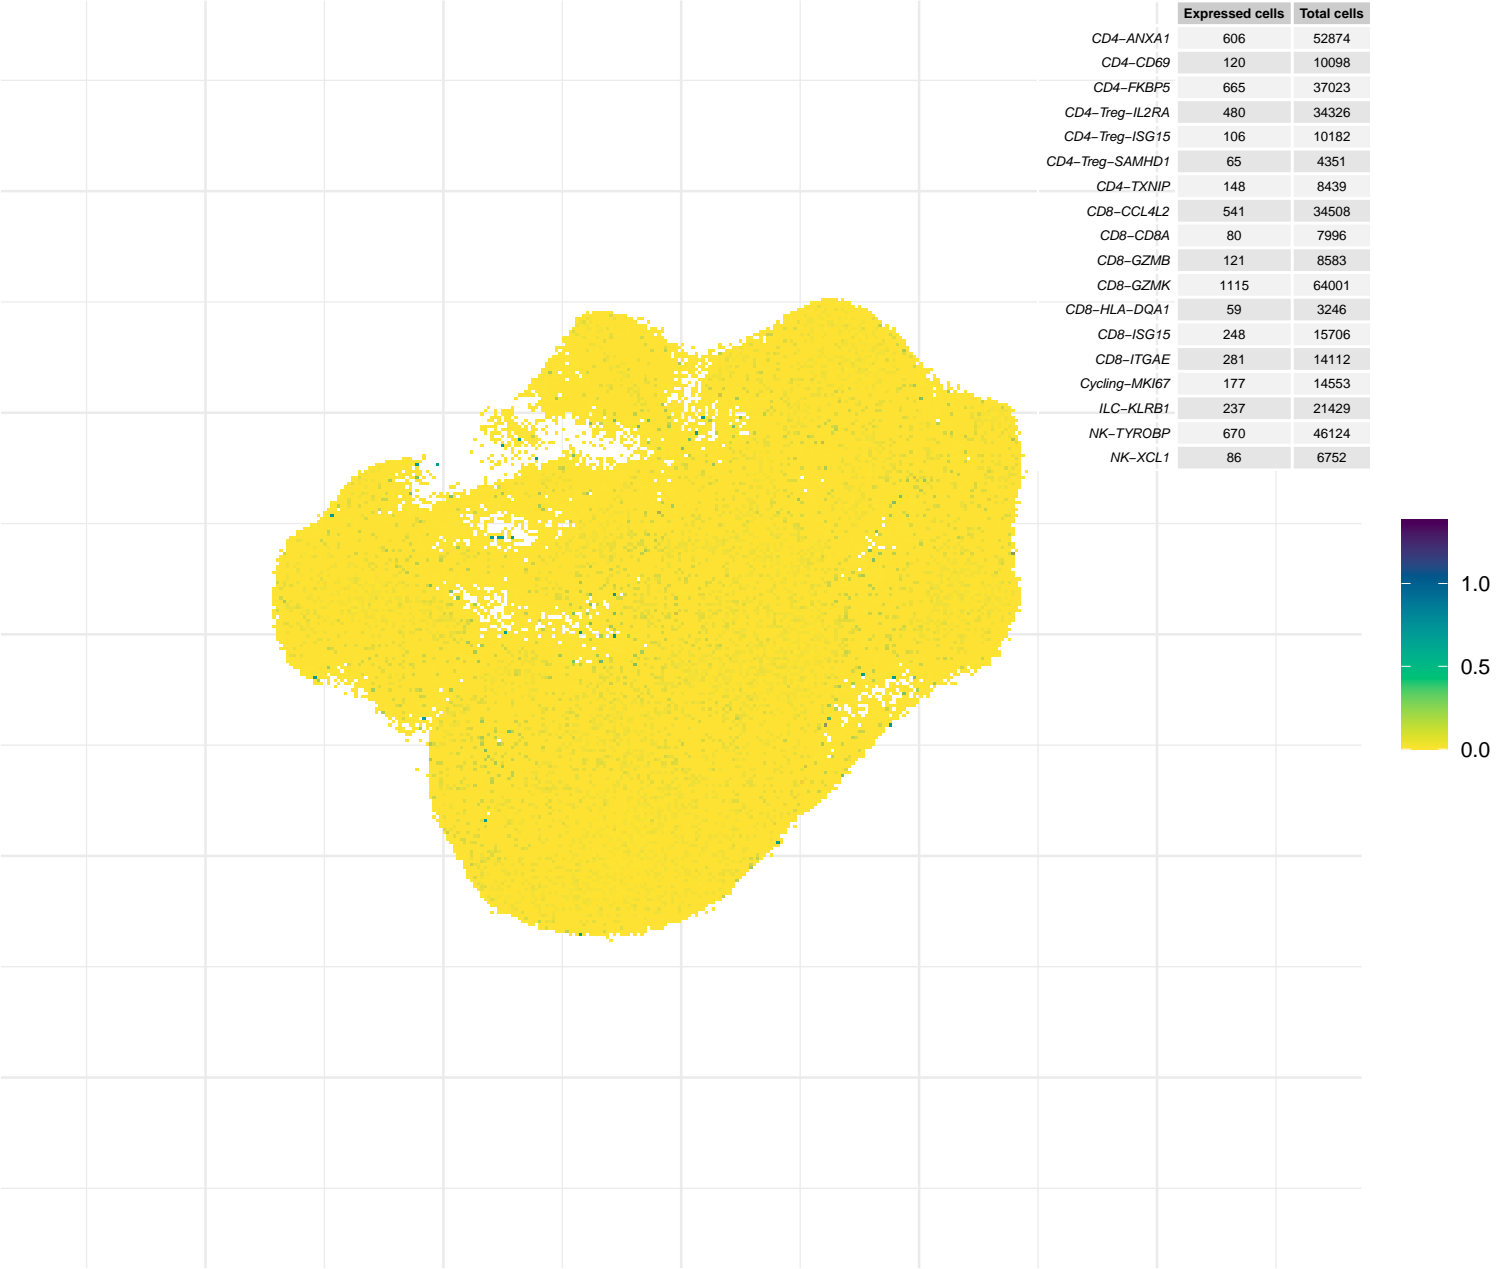 Expressed cells Total cells
CD4−ANXA1 606 52874
CD4−CD69 120 10098
CD4−FKBP5 665 37023
CD4−Treg−IL2RA 480 34326
CD4−Treg−ISG15 106 10182
CD4−Treg−SAMHD1 65 4351
CD4−TXNIP 148 8439
CD8−CCL4L2 541 34508
CD8−CD8A 80 7996
CD8−GZMB 121 8583
CD8−GZMK 1115 64001
CD8−HLA−DQA1 59 3246
CD8−ISG15 248 15706
CD8−ITGAE 281 14112
Cycling−MKI67 177 14553
ILC−KLRB1 237 21429
NK−TYROBP 670 46124
NK−XCL1 86 6752
1.0
0.5
0.0